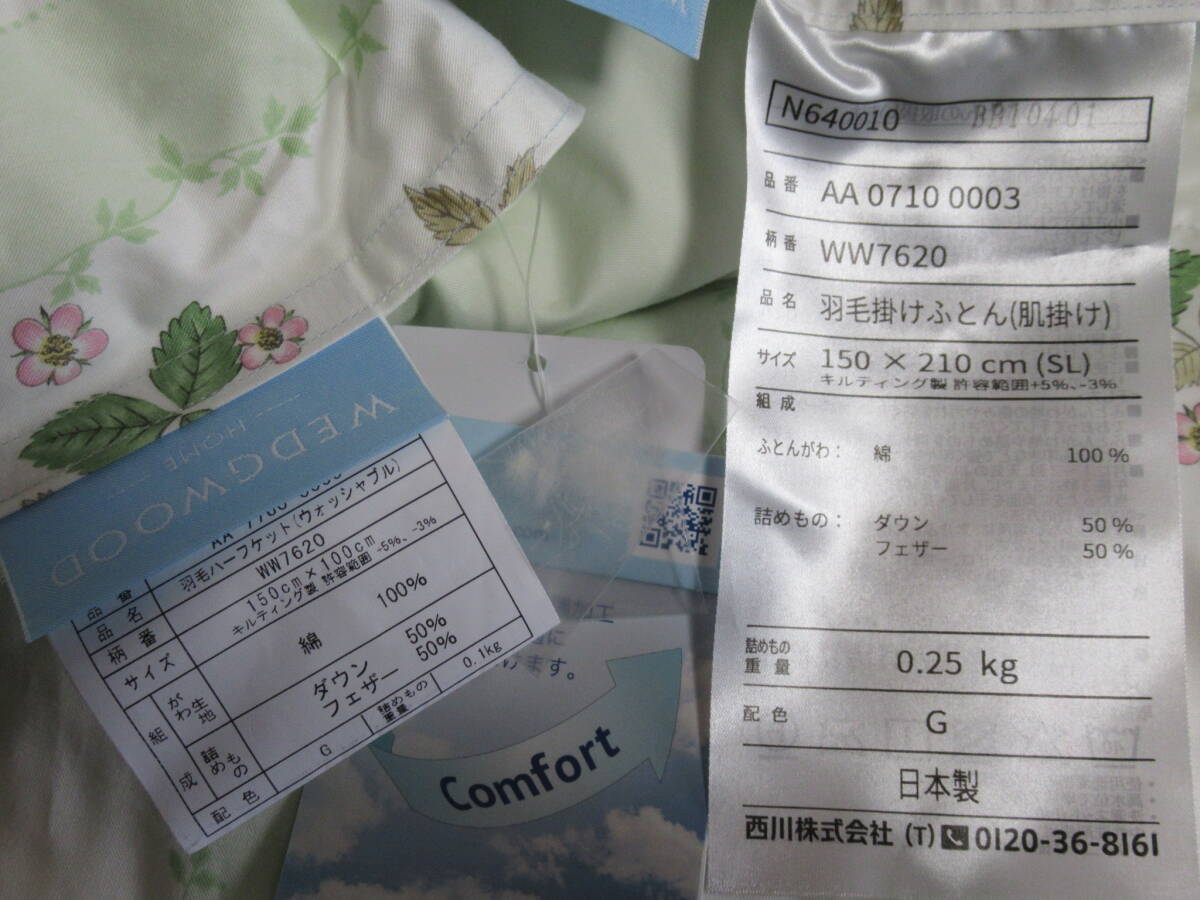 WEDGWOOD
HOME
品番
品名 羽毛ハーフケット(ウォッシャブル)
柄番 WW7620
サイズ 150cm×100cm
キルティング製 許容範囲 -5%、-3%
組成 がわ生地 綿 100%
詰めもの ダウン 50%
フェザー 50%
配色 G 詰めもの重量 0.1kg
Comfort
N640010
品番 AA 0710 0003
柄番 WW7620
品名 羽毛掛けふとん(肌掛け)
サイズ 150 × 210 cm (SL)
キルティング製 許容範囲+5%、-3%
組成
ふとんがわ: 綿 100 %
詰めもの: ダウン 50 %
フェザー 50 %
詰めもの重量 0.25 kg
配色 G
日本製
西川株式会社 (T) 0120-36-8161